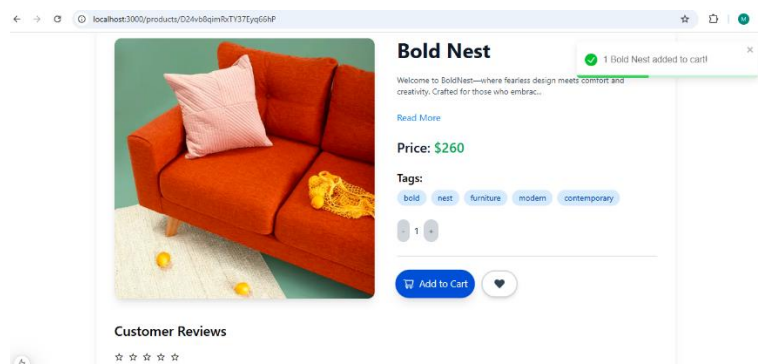 localhost:3000/products/D24vb8qimRxTY37Eyq66hP
M
Bold Nest
1 Bold Nest added to cart!
Welcome to BoldNest—where fearless design meets comfort and
creativity. Crafted for those who embrac...
Read More
Price: $260
Tags:
bold nest furniture modern contemporary
- 1 +
Add to Cart
Customer Reviews